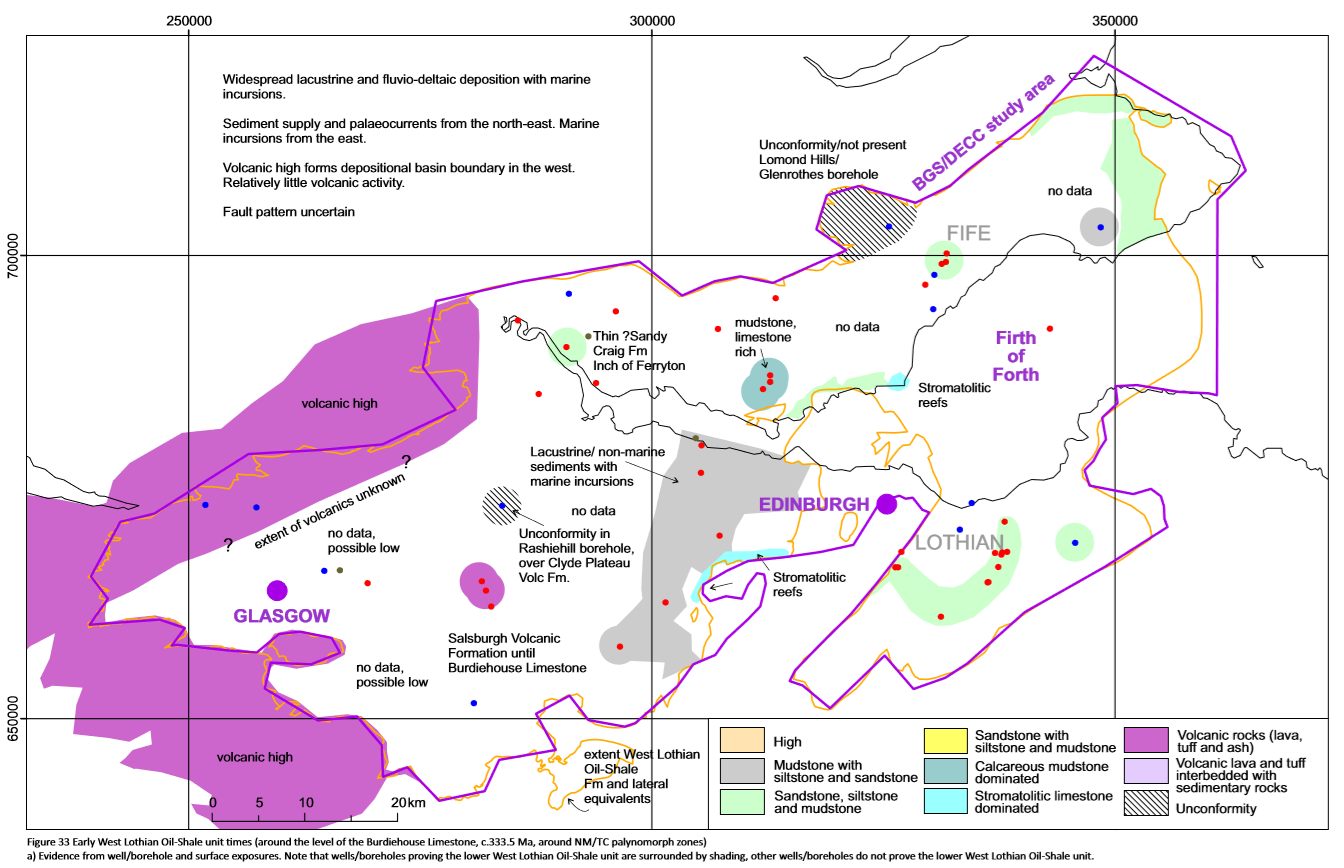 250000
300000
350000
Widespread lacustrine and fluvio-deltaic deposition with marine
incursions.
Sediment supply and palaeocurrents from the north-east. Marine
incursions from the east.
Volcanic high forms depositional basin boundary in the west.
Relatively little volcanic activity.
Fault pattern uncertain
BGS/DECC study area
Unconformity/not present
Lomond Hills/
Glenrothes borehole
no data
FIFE
700000
Thin ?Sandy
Craig Fm
Inch of Ferryton
mudstone,
limestone
rich
no data
Firth
of
Forth
Stromatolitic
reefs
volcanic high
?
extent of volcanics unknown
?
Lacustrine/ non-marine
sediments with
marine incursions
no data
EDINBURGH
LOTHIAN
Unconformity in
Rashiehill borehole,
over Clyde Plateau
Volc Fm.
no data,
possible low
Stromatolitic
reefs
GLASGOW
Salsburgh Volcanic
Formation until
Burdiehouse Limestone
no data,
possible low
650000
volcanic high
extent West Lothian
Oil-Shale
Fm and lateral
equivalents
0 5 10 20 km
High
Mudstone with
siltstone and sandstone
Sandstone, siltstone
and mudstone
Sandstone with
siltstone and mudstone
Calcareous mudstone
dominated
Stromatolitic limestone
dominated
Volcanic rocks (lava,
tuff and ash)
Volcanic lava and tuff
interbedded with
sedimentary rocks
Unconformity
Figure 33 Early West Lothian Oil-Shale unit times (around the level of the Burdiehouse Limestone, c.333.5 Ma, around NM/TC palynomorph zones)
a) Evidence from well/borehole and surface exposures. Note that wells/boreholes proving the lower West Lothian Oil-Shale unit are surrounded by shading, other wells/boreholes do not prove the lower West Lothian Oil-Shale unit.